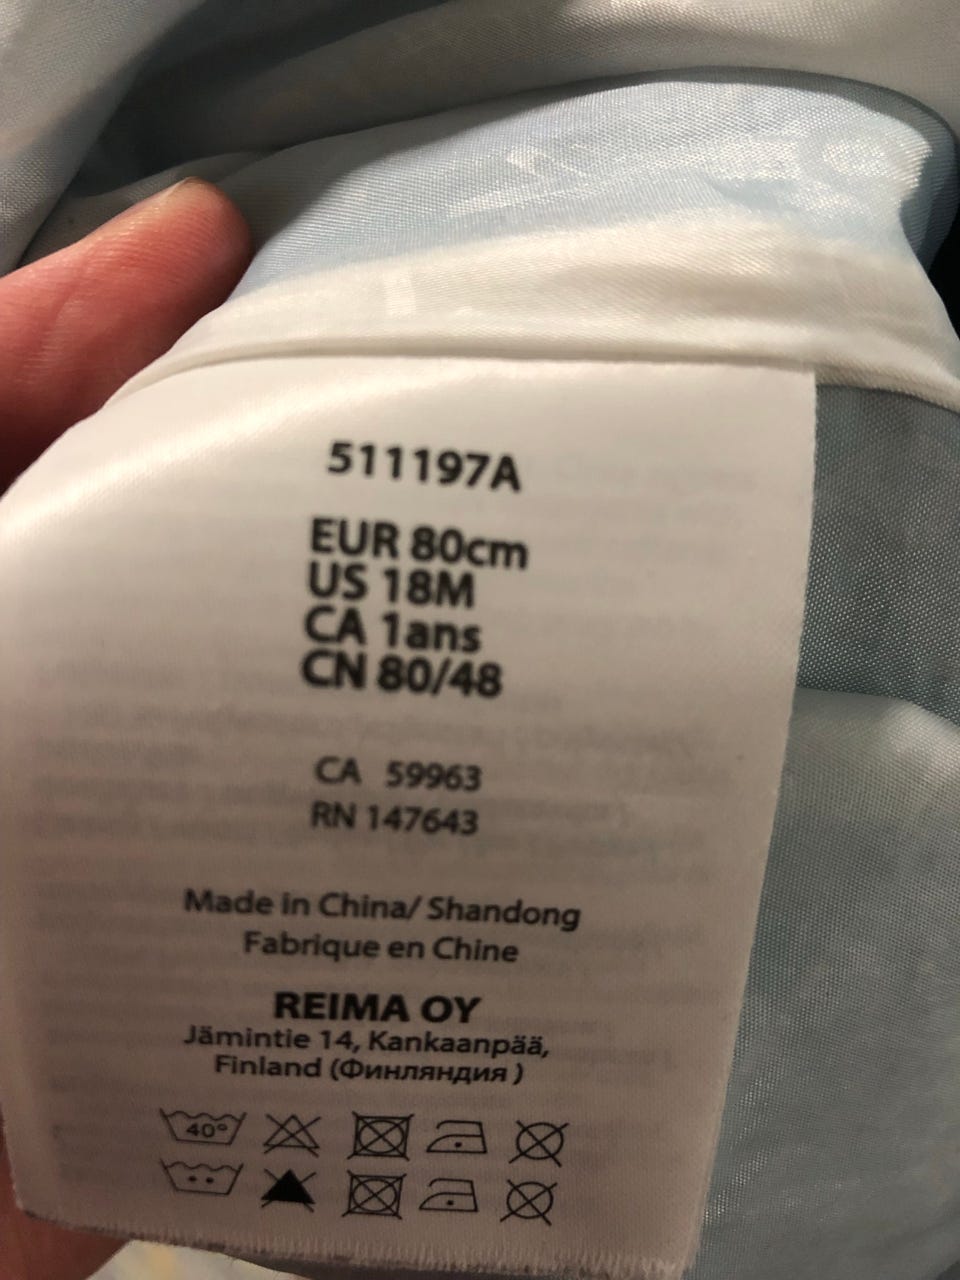 511197A
EUR 80cm
US 18M
CA 1ans
CN 80/48
CA 59963
RN 147643
Made in China/ Shandong
Fabrique en Chine
REIMA OY
Jämintie 14, Kankaanpää,
Finland (Финляндия )
40°